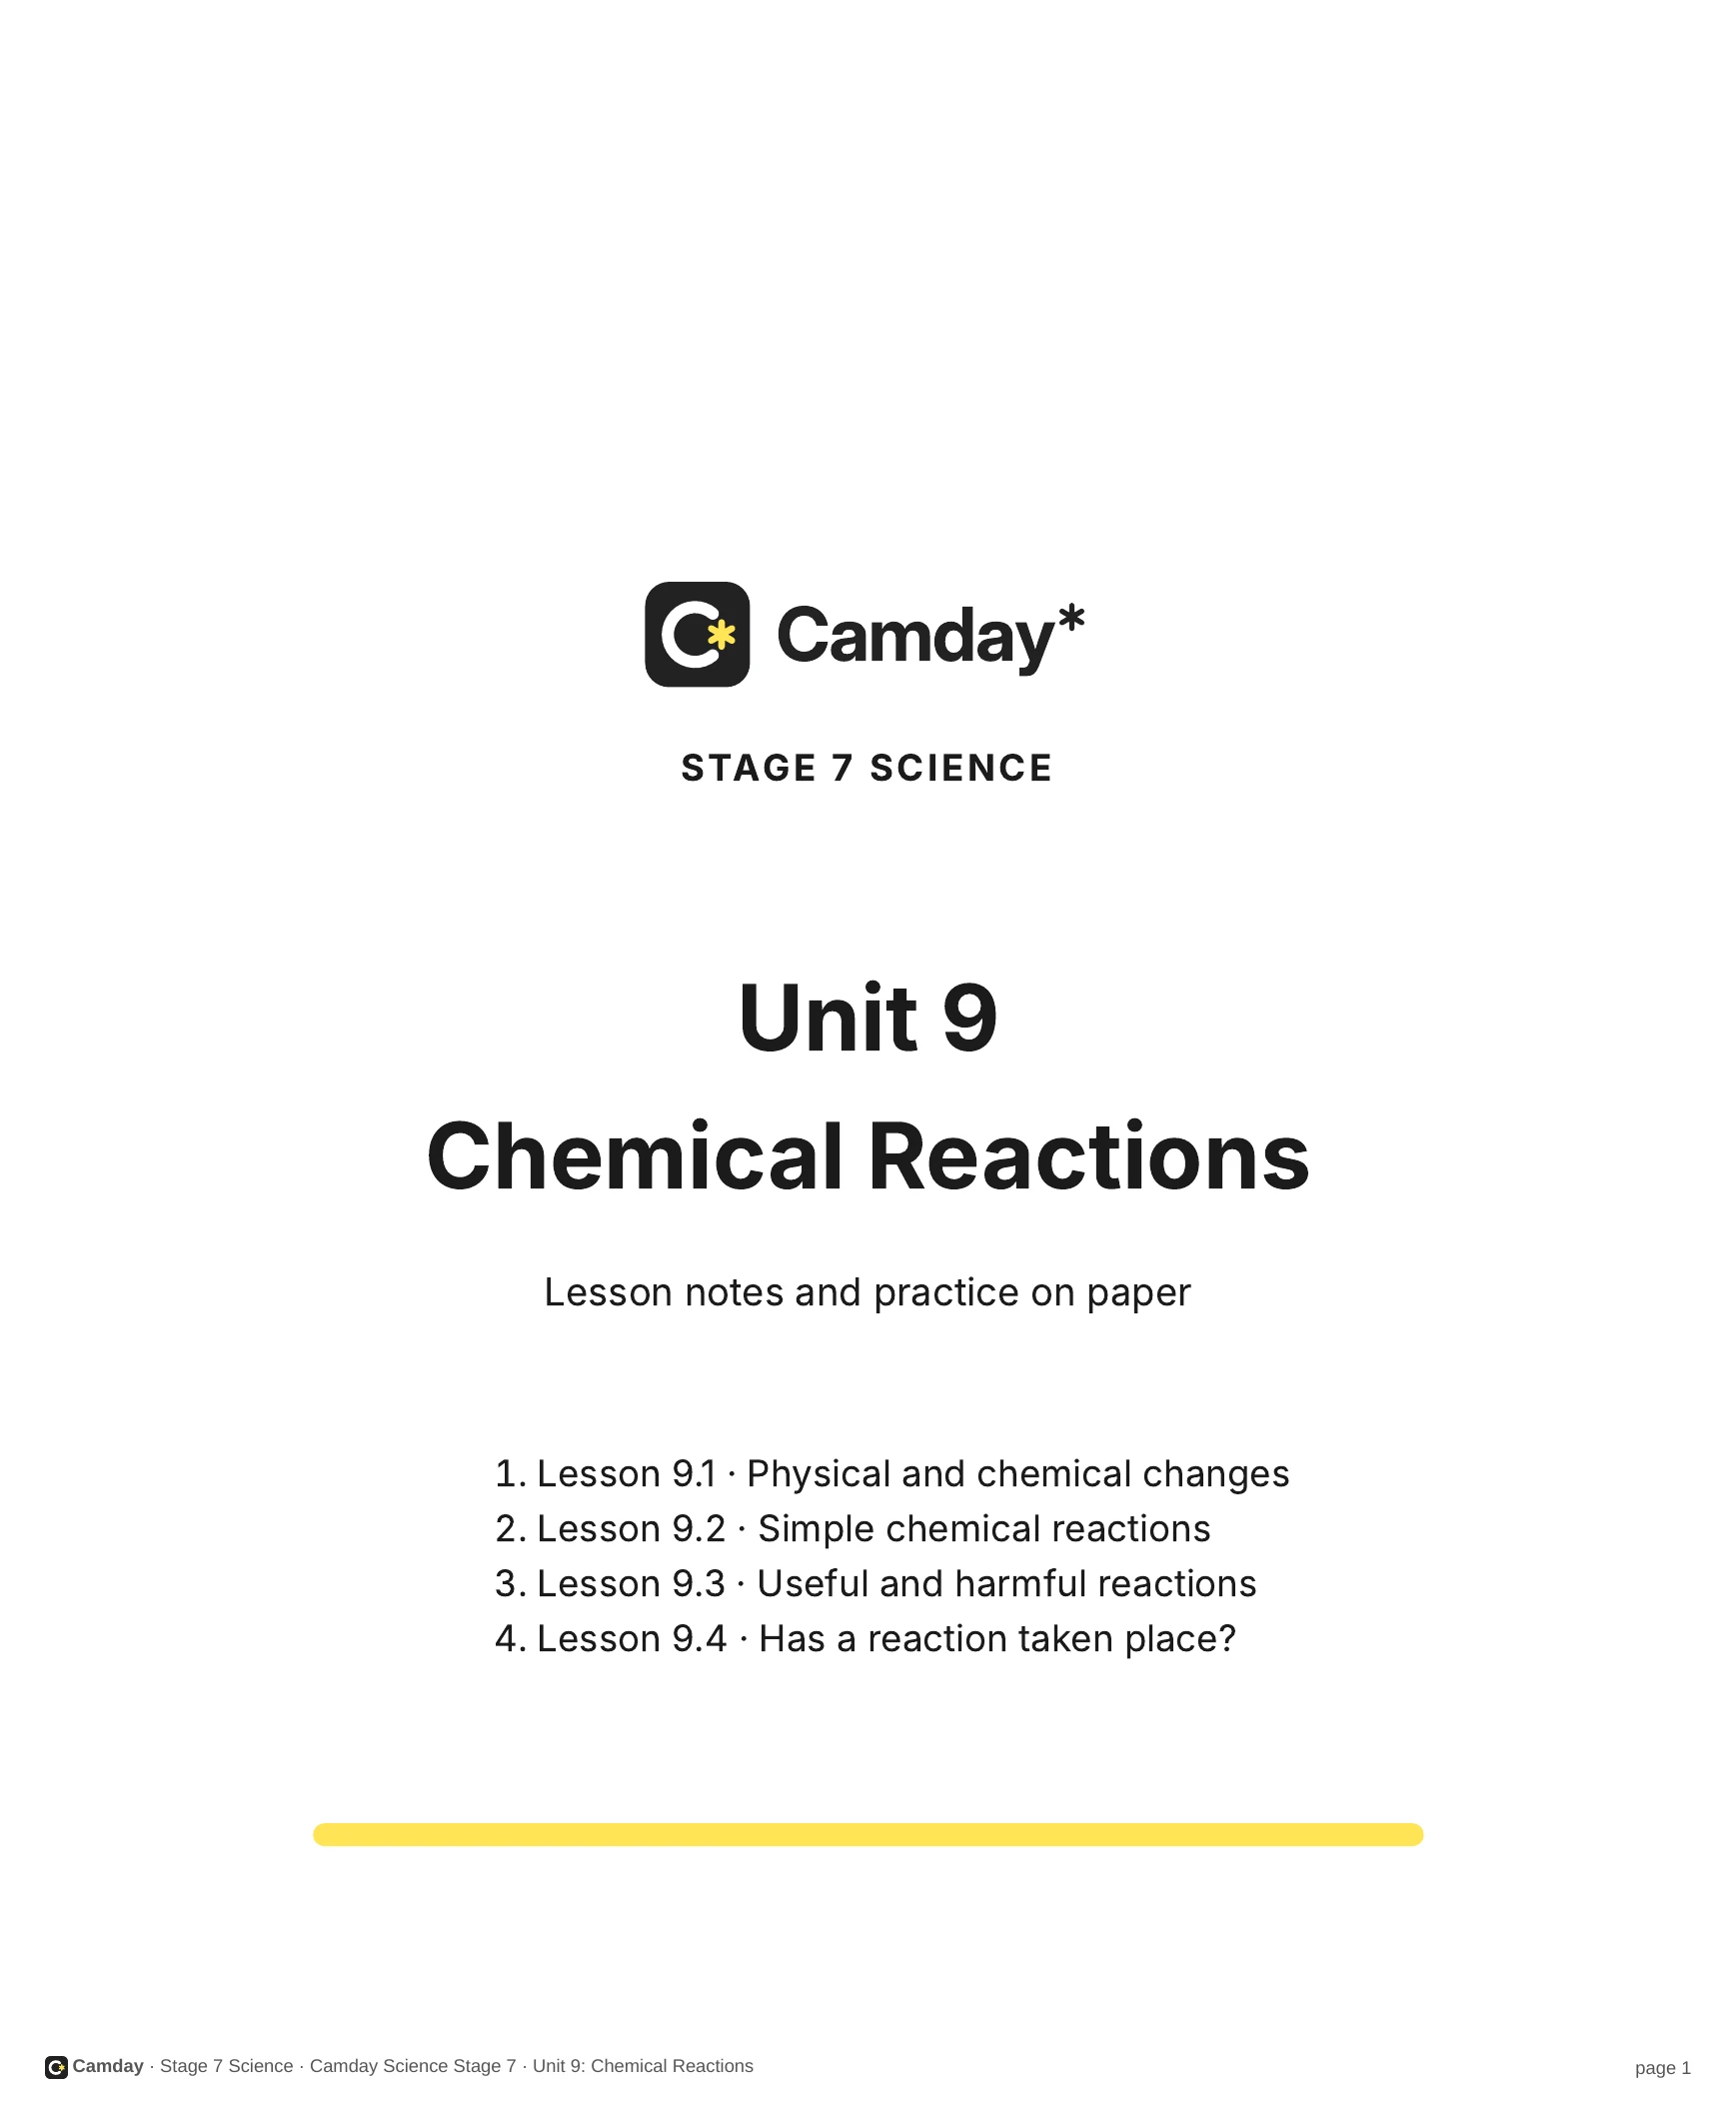 Camday*
STAGE 7 SCIENCE
Unit 9
Chemical Reactions
Lesson notes and practice on paper
1. Lesson 9.1 · Physical and chemical changes
2. Lesson 9.2 · Simple chemical reactions
3. Lesson 9.3 · Useful and harmful reactions
4. Lesson 9.4 · Has a reaction taken place?
Camday · Stage 7 Science · Camday Science Stage 7 · Unit 9: Chemical Reactions
page 1